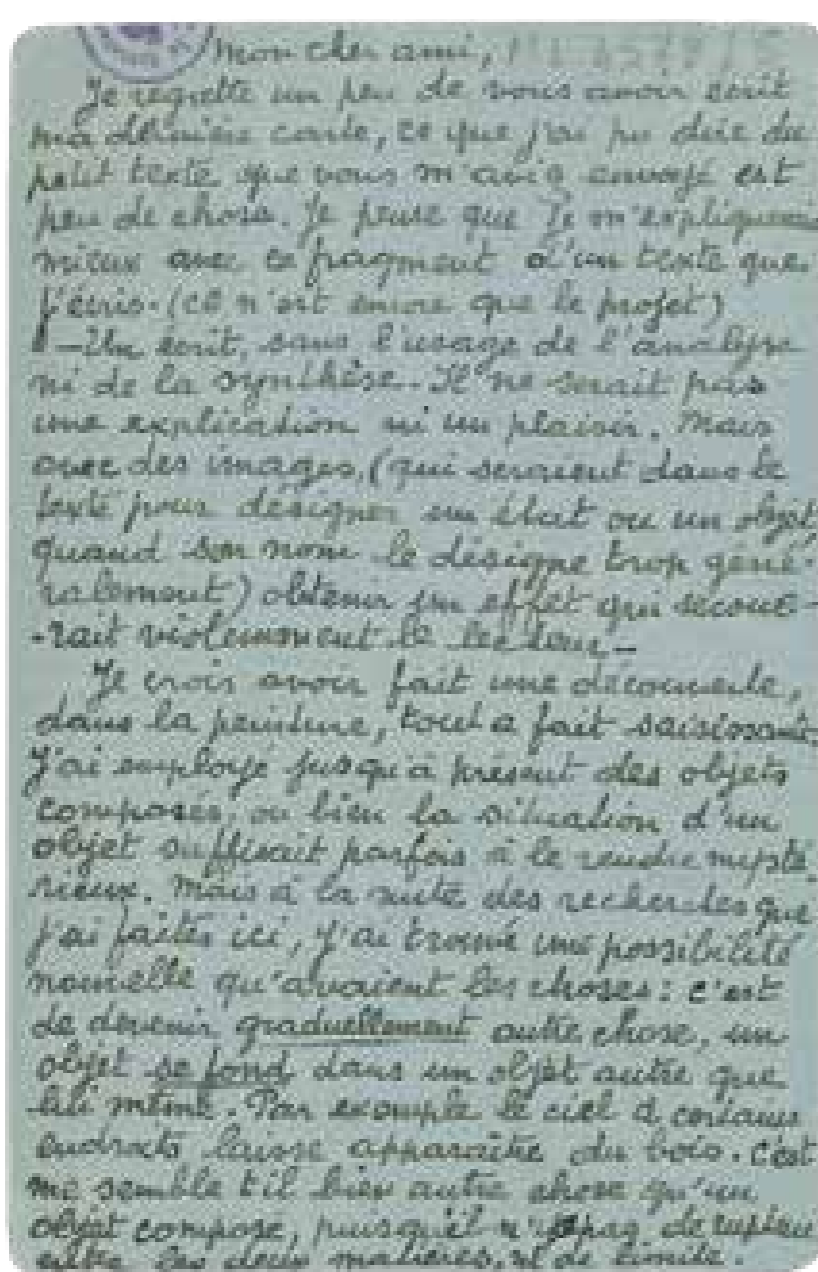 Mon cher ami,
Je regrette un peu de vous avoir écrit
ma dernière carte, ce que j'ai pu dire du
petit texte que vous m'aviez envoyé est
peu de chose. Je pense que je m'expliquerai
mieux avec ce fragment d'un texte que
j'écris. (ce n'est encore que le projet)
—Un écrit, sans l'usage de l'analyse
ni de la synthèse. Il ne serait pas
une explication ni un plaisir. Mais
avec des images, (qui seraient dans le
texte pour désigner un état ou un objet,
quand son nom le désigne trop géné-
ralement) obtenir un effet qui secoue-
-rait violemment le lecteur—
Je crois avoir fait une découverte,
dans la peinture, tout a fait saisissante.
J'ai employé jusqu'à présent des objets
composés, ou bien la situation d'un
objet suffisait parfois à le rendre mysté-
rieux. Mais à la suite des recherches que
j'ai faites ici, j'ai trouvé une possibilité
nouvelle qu'avaient les choses: c'est
de devenir graduellement autre chose, un
objet se fond dans un objet autre que
lui même. Par exemple le ciel à certains
endroits laisse apparaître du bois. C'est
me semble t'il bien autre chose qu'un
objet composé, puisqu'il n'y a pas de rupture
entre les deux matières, ni de limite.